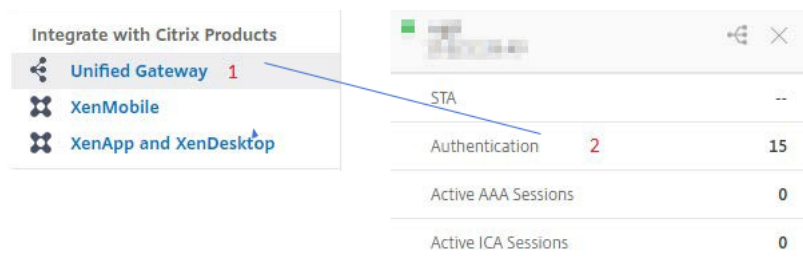 Integrate with Citrix Products
Unified Gateway 1
XenMobile
XenApp and XenDesktop
STA --
Authentication 2 15
Active AAA Sessions 0
Active ICA Sessions 0